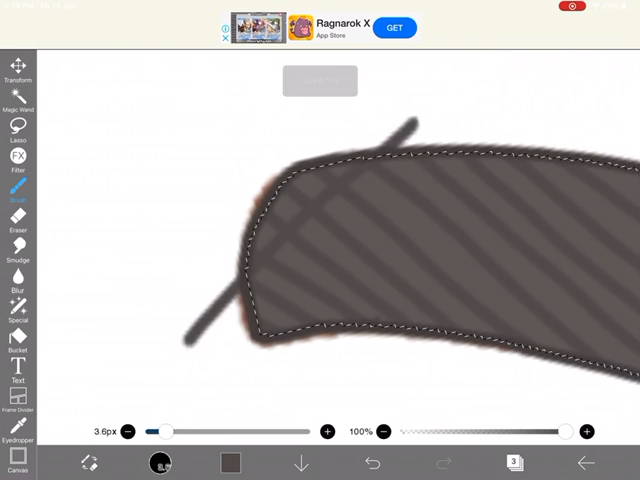 Ragnarok X
App Store
GET
Transform
Magic Wand
Lasso
FX
Filter
Brush
Eraser
Smudge
Blur
Special
Bucket
T
Text
Frame Divider
Eyedropper
Canvas
3.6px
100%
3